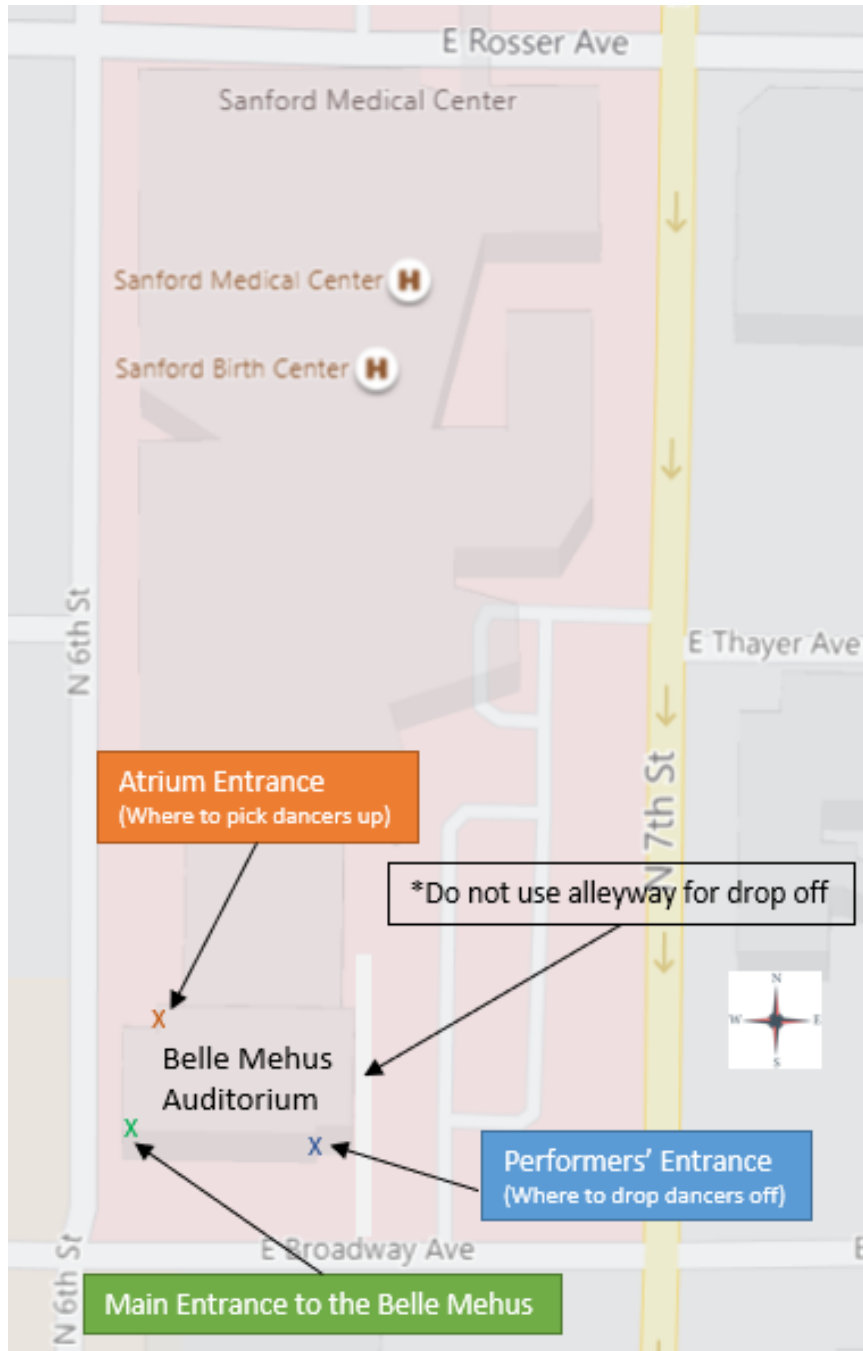 E Rosser Ave
Sanford Medical Center
Sanford Medical Center H
Sanford Birth Center H
N 6th St
E Thayer Ave
Atrium Entrance
(Where to pick dancers up)
N 7th St
*Do not use alleyway for drop off
N
W E
S
X
Belle Mehus
Auditorium
X
X
Performers' Entrance
(Where to drop dancers off)
N 6th St
E Broadway Ave
E
Main Entrance to the Belle Mehus